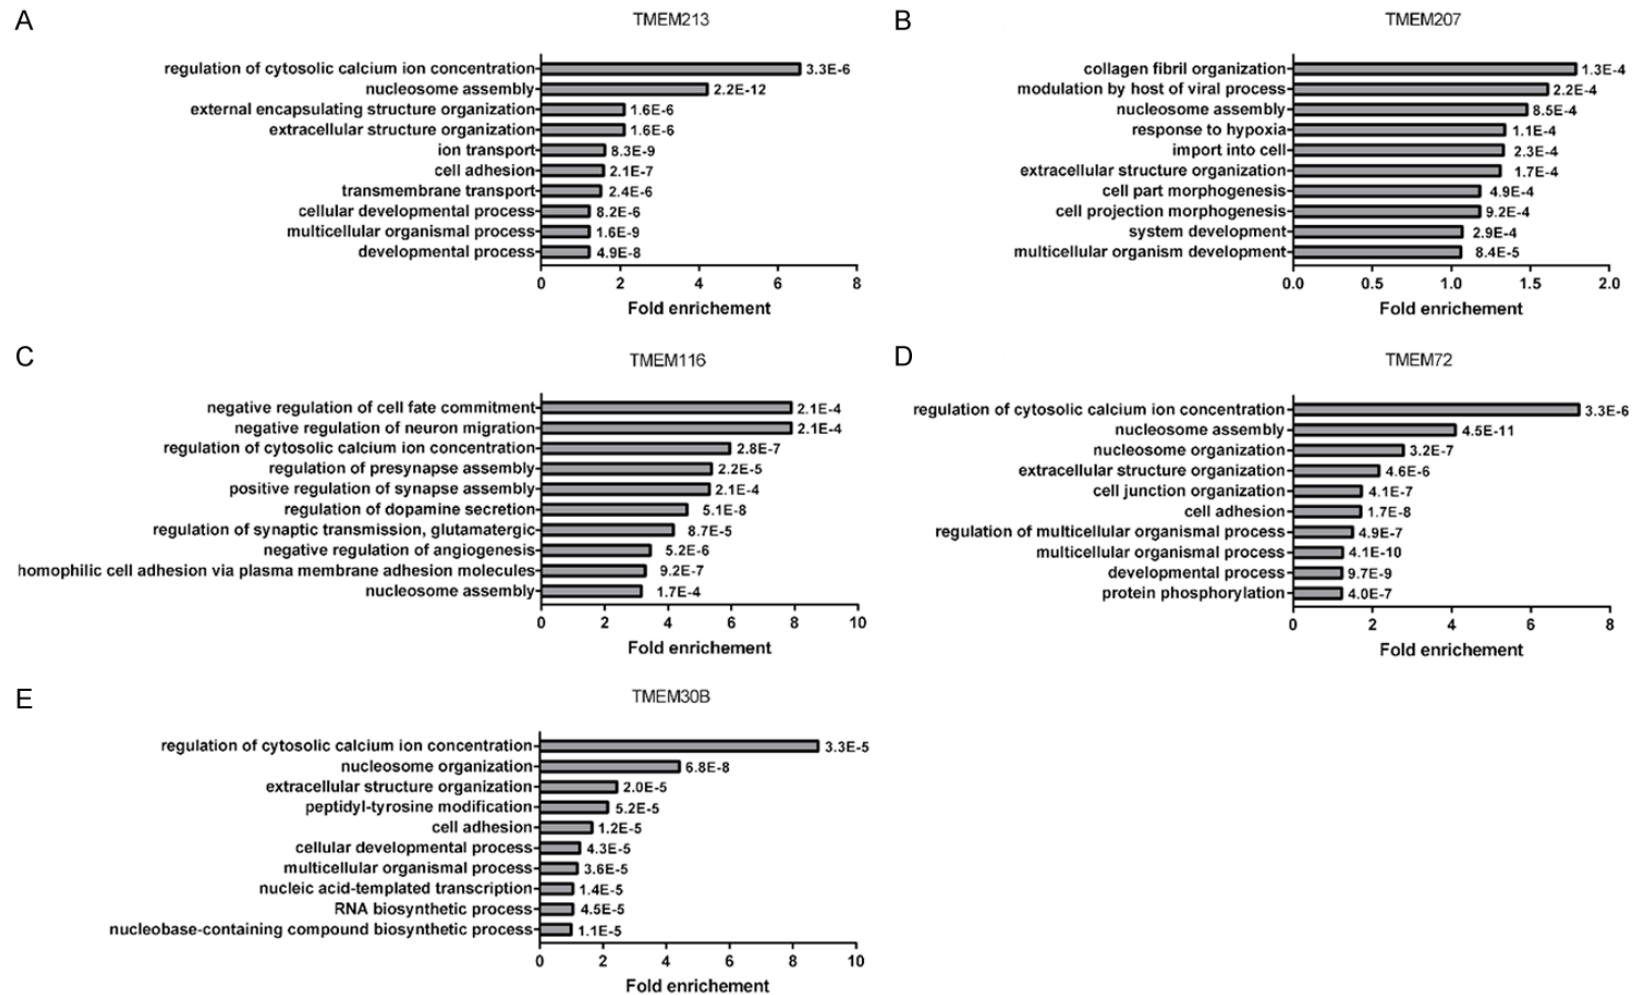 A
TMEM213
regulation of cytosolic calcium ion concentration 3.3E-6
nucleosome assembly 2.2E-12
external encapsulating structure organization 1.6E-6
extracellular structure organization 1.6E-6
ion transport 8.3E-9
cell adhesion 2.1E-7
transmembrane transport 2.4E-6
cellular developmental process 8.2E-6
multicellular organismal process 1.6E-9
developmental process 4.9E-8
0 2 4 6 8
Fold enrichement
B
TMEM207
collagen fibril organization 1.3E-4
modulation by host of viral process 2.2E-4
nucleosome assembly 8.5E-4
response to hypoxia 1.1E-4
import into cell 2.3E-4
extracellular structure organization 1.7E-4
cell part morphogenesis 4.9E-4
cell projection morphogenesis 9.2E-4
system development 2.9E-4
multicellular organism development 8.4E-5
0.0 0.5 1.0 1.5 2.0
Fold enrichement
C
TMEM116
negative regulation of cell fate commitment 2.1E-4
negative regulation of neuron migration 2.1E-4
regulation of cytosolic calcium ion concentration 2.8E-7
regulation of presynapse assembly 2.2E-5
positive regulation of synapse assembly 2.1E-4
regulation of dopamine secretion 5.1E-8
regulation of synaptic transmission, glutamatergic 8.7E-5
negative regulation of angiogenesis 5.2E-6
homophilic cell adhesion via plasma membrane adhesion molecules 9.2E-7
nucleosome assembly 1.7E-4
0 2 4 6 8 10
Fold enrichement
D
TMEM72
regulation of cytosolic calcium ion concentration 3.3E-6
nucleosome assembly 4.5E-11
nucleosome organization 3.2E-7
extracellular structure organization 4.6E-6
cell junction organization 4.1E-7
cell adhesion 1.7E-8
regulation of multicellular organismal process 4.9E-7
multicellular organismal process 4.1E-10
developmental process 9.7E-9
protein phosphorylation 4.0E-7
0 2 4 6 8
Fold enrichement
E
TMEM30B
regulation of cytosolic calcium ion concentration 3.3E-5
nucleosome organization 6.8E-8
extracellular structure organization 2.0E-5
peptidyl-tyrosine modification 5.2E-5
cell adhesion 1.2E-5
cellular developmental process 4.3E-5
multicellular organismal process 3.6E-5
nucleic acid-templated transcription 1.4E-5
RNA biosynthetic process 4.5E-5
nucleobase-containing compound biosynthetic process 1.1E-5
0 2 4 6 8 10
Fold enrichement